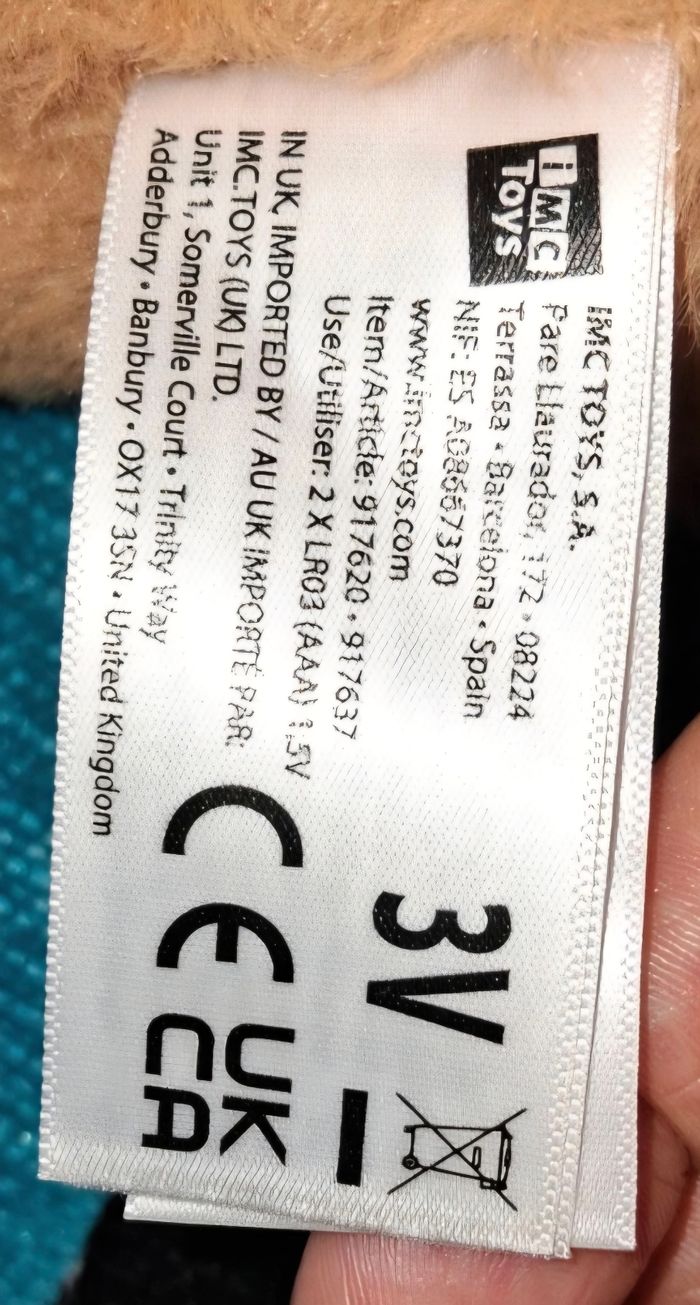 iMC
Toys
IMC TOYS, S.A.
Pare Llaurador, 172 • 08224
Terrassa • Barcelona • Spain
NIF: ES A08667370
www.imctoys.com
Item/Article: 917620 • 917637
Use/Utiliser: 2 X LR03 (AAA) 1.5V
IN UK, IMPORTED BY / AU UK IMPORTÉ PAR:
IMC.TOYS (UK) LTD.
Unit 1, Somerville Court • Trinity Way
Adderbury • Banbury • OX17 3SN • United Kingdom
3V
CE
UK
CA